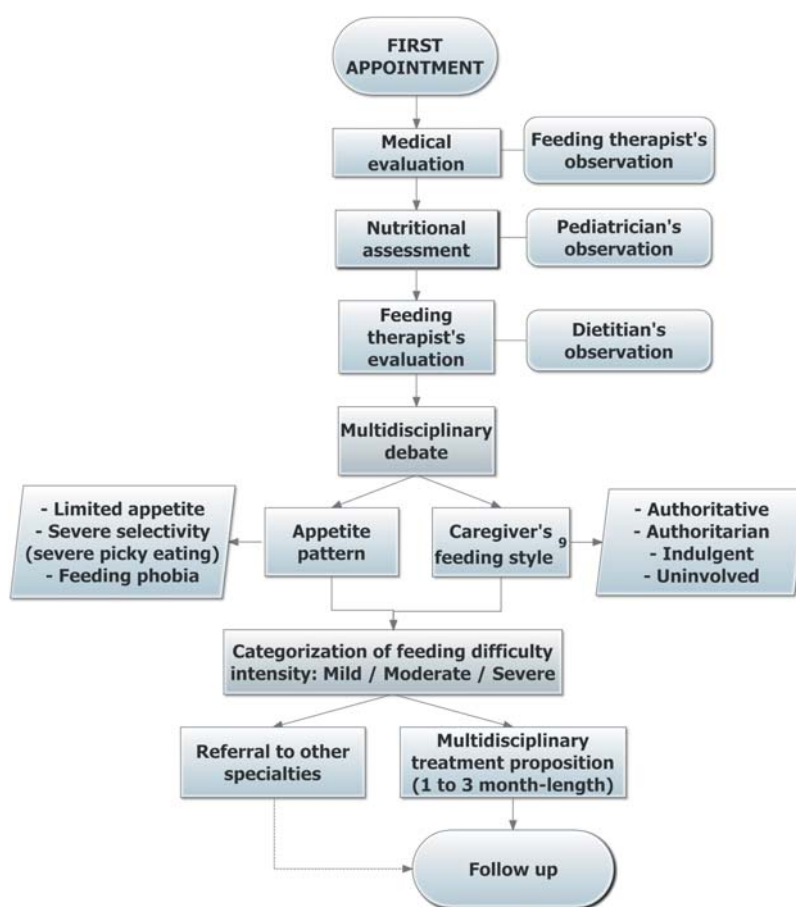 FIRST
APPOINTMENT
Medical
evaluation
Feeding therapist's
observation
Nutritional
assessment
Pediatrician's
observation
Feeding
therapist's
evaluation
Dietitian's
observation
Multidisciplinary
debate
- Limited appetite
- Severe selectivity
(severe picky eating)
- Feeding phobia
Appetite
pattern
Caregiver's
feeding style 9
- Authoritative
- Authoritarian
- Indulgent
- Uninvolved
Categorization of feeding difficulty
intensity: Mild / Moderate / Severe
Referral to other
specialties
Multidisciplinary
treatment proposition
(1 to 3 month-length)
Follow up